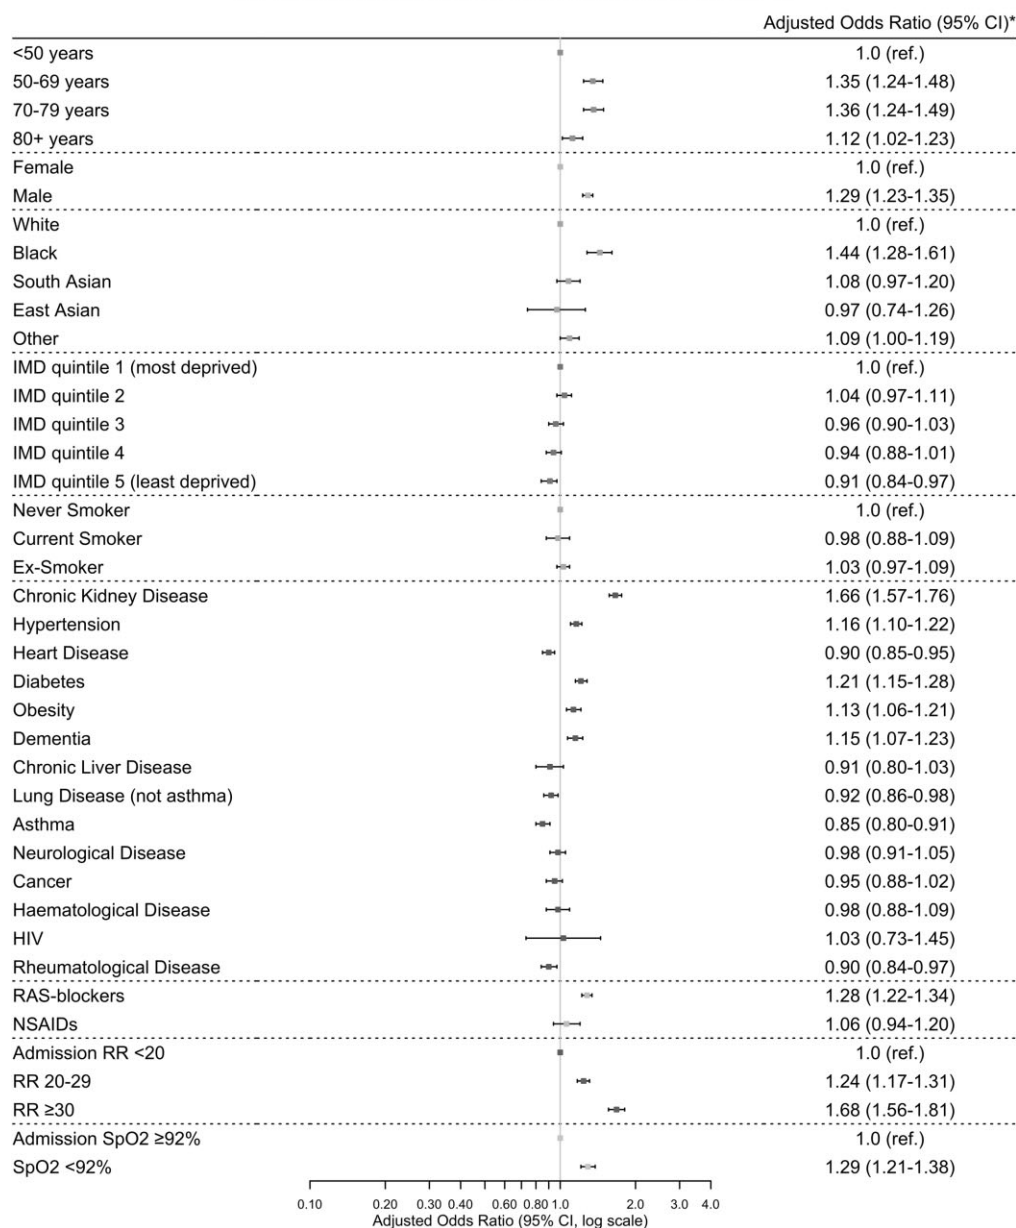 Adjusted Odds Ratio (95% CI)*
<50 years 1.0 (ref.)
50-69 years 1.35 (1.24-1.48)
70-79 years 1.36 (1.24-1.49)
80+ years 1.12 (1.02-1.23)
Female 1.0 (ref.)
Male 1.29 (1.23-1.35)
White 1.0 (ref.)
Black 1.44 (1.28-1.61)
South Asian 1.08 (0.97-1.20)
East Asian 0.97 (0.74-1.26)
Other 1.09 (1.00-1.19)
IMD quintile 1 (most deprived) 1.0 (ref.)
IMD quintile 2 1.04 (0.97-1.11)
IMD quintile 3 0.96 (0.90-1.03)
IMD quintile 4 0.94 (0.88-1.01)
IMD quintile 5 (least deprived) 0.91 (0.84-0.97)
Never Smoker 1.0 (ref.)
Current Smoker 0.98 (0.88-1.09)
Ex-Smoker 1.03 (0.97-1.09)
Chronic Kidney Disease 1.66 (1.57-1.76)
Hypertension 1.16 (1.10-1.22)
Heart Disease 0.90 (0.85-0.95)
Diabetes 1.21 (1.15-1.28)
Obesity 1.13 (1.06-1.21)
Dementia 1.15 (1.07-1.23)
Chronic Liver Disease 0.91 (0.80-1.03)
Lung Disease (not asthma) 0.92 (0.86-0.98)
Asthma 0.85 (0.80-0.91)
Neurological Disease 0.98 (0.91-1.05)
Cancer 0.95 (0.88-1.02)
Haematological Disease 0.98 (0.88-1.09)
HIV 1.03 (0.73-1.45)
Rheumatological Disease 0.90 (0.84-0.97)
RAS-blockers 1.28 (1.22-1.34)
NSAIDs 1.06 (0.94-1.20)
Admission RR <20 1.0 (ref.)
RR 20-29 1.24 (1.17-1.31)
RR ≥30 1.68 (1.56-1.81)
Admission SpO2 ≥92% 1.0 (ref.)
SpO2 <92% 1.29 (1.21-1.38)
0.10 0.20 0.30 0.40 0.60 0.80 1.0 2.0 3.0 4.0
Adjusted Odds Ratio (95% CI, log scale)